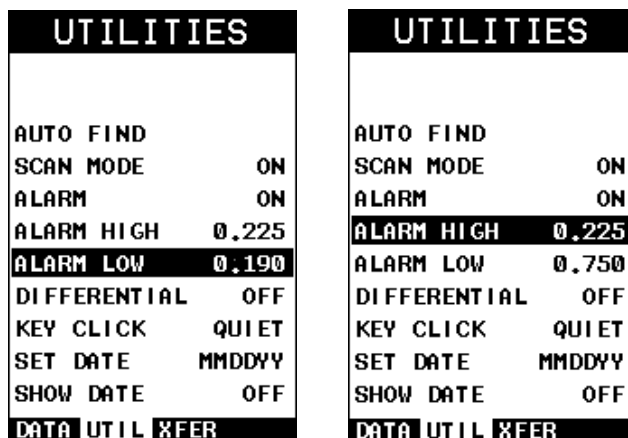 UTILITIES
AUTO FIND
SCAN MODE ON
ALARM ON
ALARM HIGH 0.225
ALARM LOW 0.190
DIFFERENTIAL OFF
KEY CLICK QUIET
SET DATE MMDDYY
SHOW DATE OFF
DATA UTIL XFER
UTILITIES
AUTO FIND
SCAN MODE ON
ALARM ON
ALARM HIGH 0.225
ALARM LOW 0.750
DIFFERENTIAL OFF
KEY CLICK QUIET
SET DATE MMDDYY
SHOW DATE OFF
DATA UTIL XFER